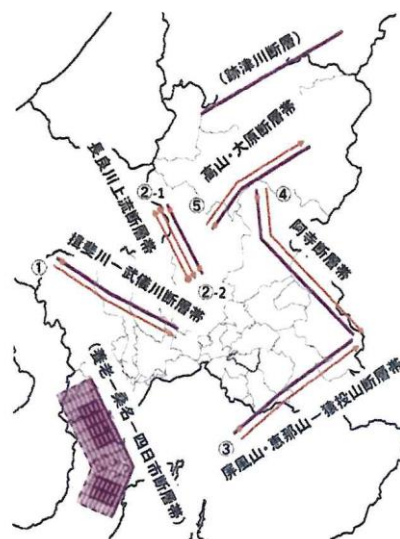 (跡津川断層)
高山・大原断層帯
長良川上流断層帯
②-1
⑤
④
阿寺断層帯
①
揖斐川―武儀川断層帯
②-2
(養老―桑名―四日市断層帯)
③
屏風山・恵那山―猿投山断層帯